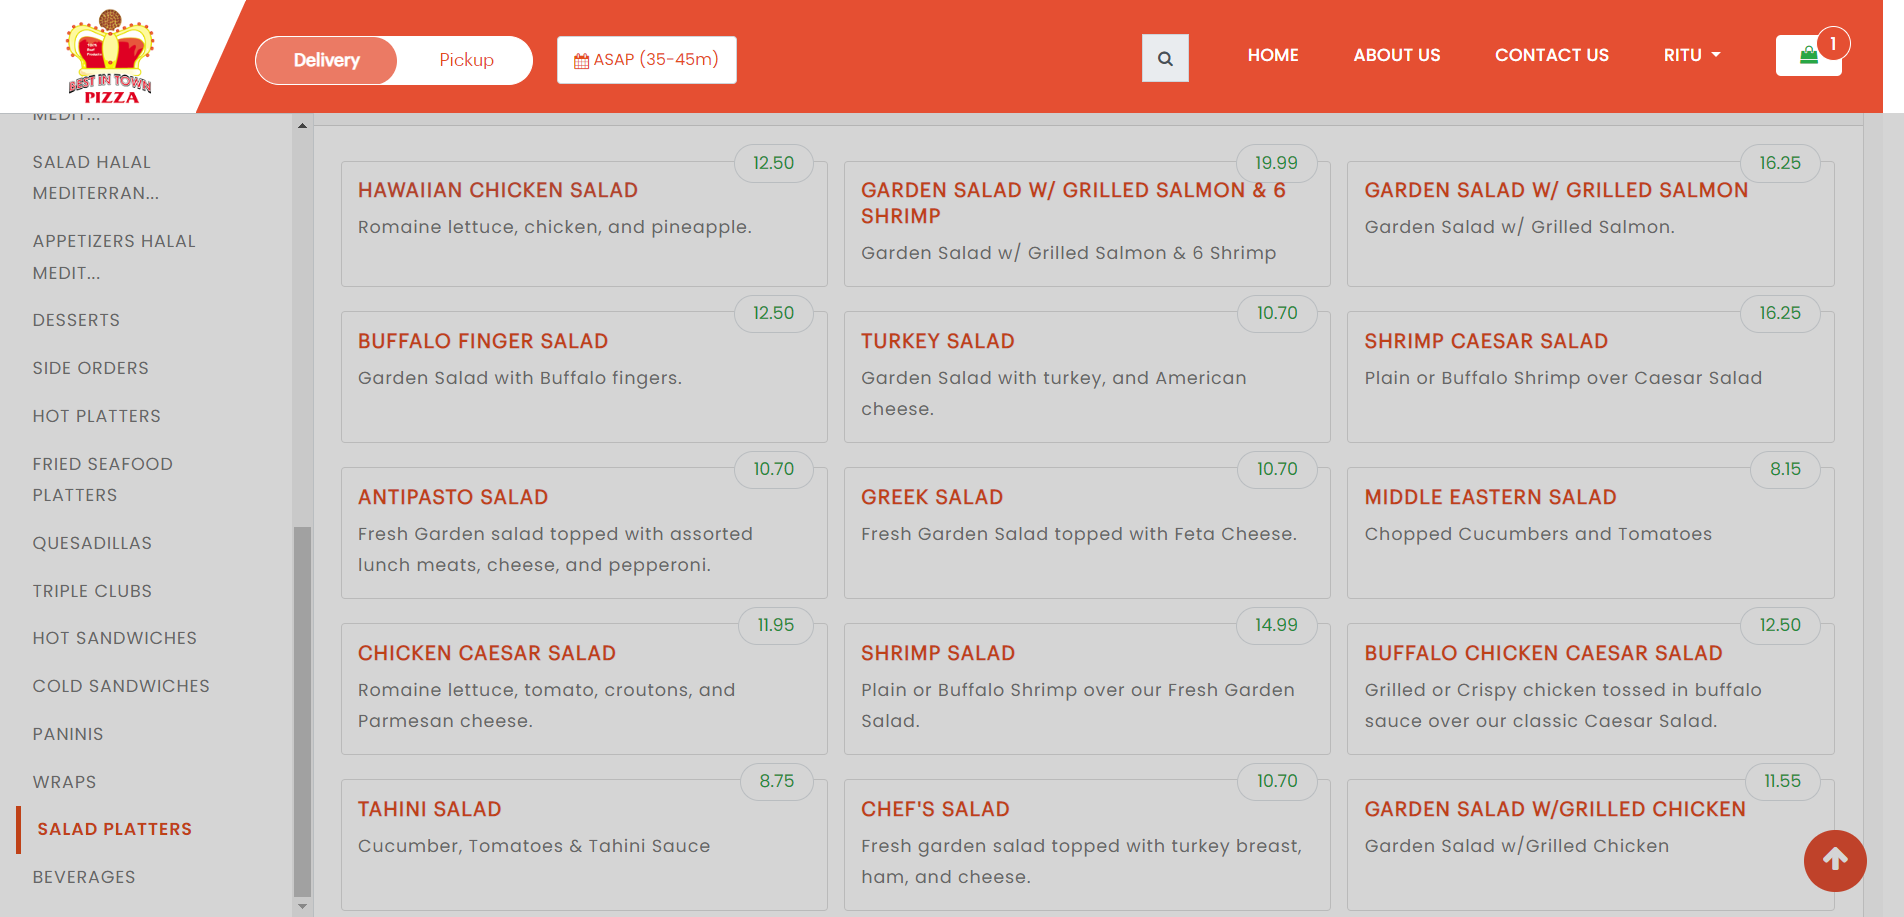 BEST IN TOWN
PIZZA
Delivery
Pickup
ASAP (35-45m)
HOME
ABOUT US
CONTACT US
RITU
1
MEDIT...
SALAD HALAL
MEDITERRAN...
APPETIZERS HALAL
MEDIT...
DESSERTS
SIDE ORDERS
HOT PLATTERS
FRIED SEAFOOD
PLATTERS
QUESADILLAS
TRIPLE CLUBS
HOT SANDWICHES
COLD SANDWICHES
PANINIS
WRAPS
SALAD PLATTERS
BEVERAGES
12.50
HAWAIIAN CHICKEN SALAD
Romaine lettuce, chicken, and pineapple.
19.99
GARDEN SALAD W/ GRILLED SALMON & 6
SHRIMP
Garden Salad w/ Grilled Salmon & 6 Shrimp
16.25
GARDEN SALAD W/ GRILLED SALMON
Garden Salad w/ Grilled Salmon.
12.50
BUFFALO FINGER SALAD
Garden Salad with Buffalo fingers.
10.70
TURKEY SALAD
Garden Salad with turkey, and American
cheese.
16.25
SHRIMP CAESAR SALAD
Plain or Buffalo Shrimp over Caesar Salad
10.70
ANTIPASTO SALAD
Fresh Garden salad topped with assorted
lunch meats, cheese, and pepperoni.
10.70
GREEK SALAD
Fresh Garden Salad topped with Feta Cheese.
8.15
MIDDLE EASTERN SALAD
Chopped Cucumbers and Tomatoes
11.95
CHICKEN CAESAR SALAD
Romaine lettuce, tomato, croutons, and
Parmesan cheese.
14.99
SHRIMP SALAD
Plain or Buffalo Shrimp over our Fresh Garden
Salad.
12.50
BUFFALO CHICKEN CAESAR SALAD
Grilled or Crispy chicken tossed in buffalo
sauce over our classic Caesar Salad.
8.75
TAHINI SALAD
Cucumber, Tomatoes & Tahini Sauce
10.70
CHEF'S SALAD
Fresh garden salad topped with turkey breast,
ham, and cheese.
11.55
GARDEN SALAD W/GRILLED CHICKEN
Garden Salad w/Grilled Chicken